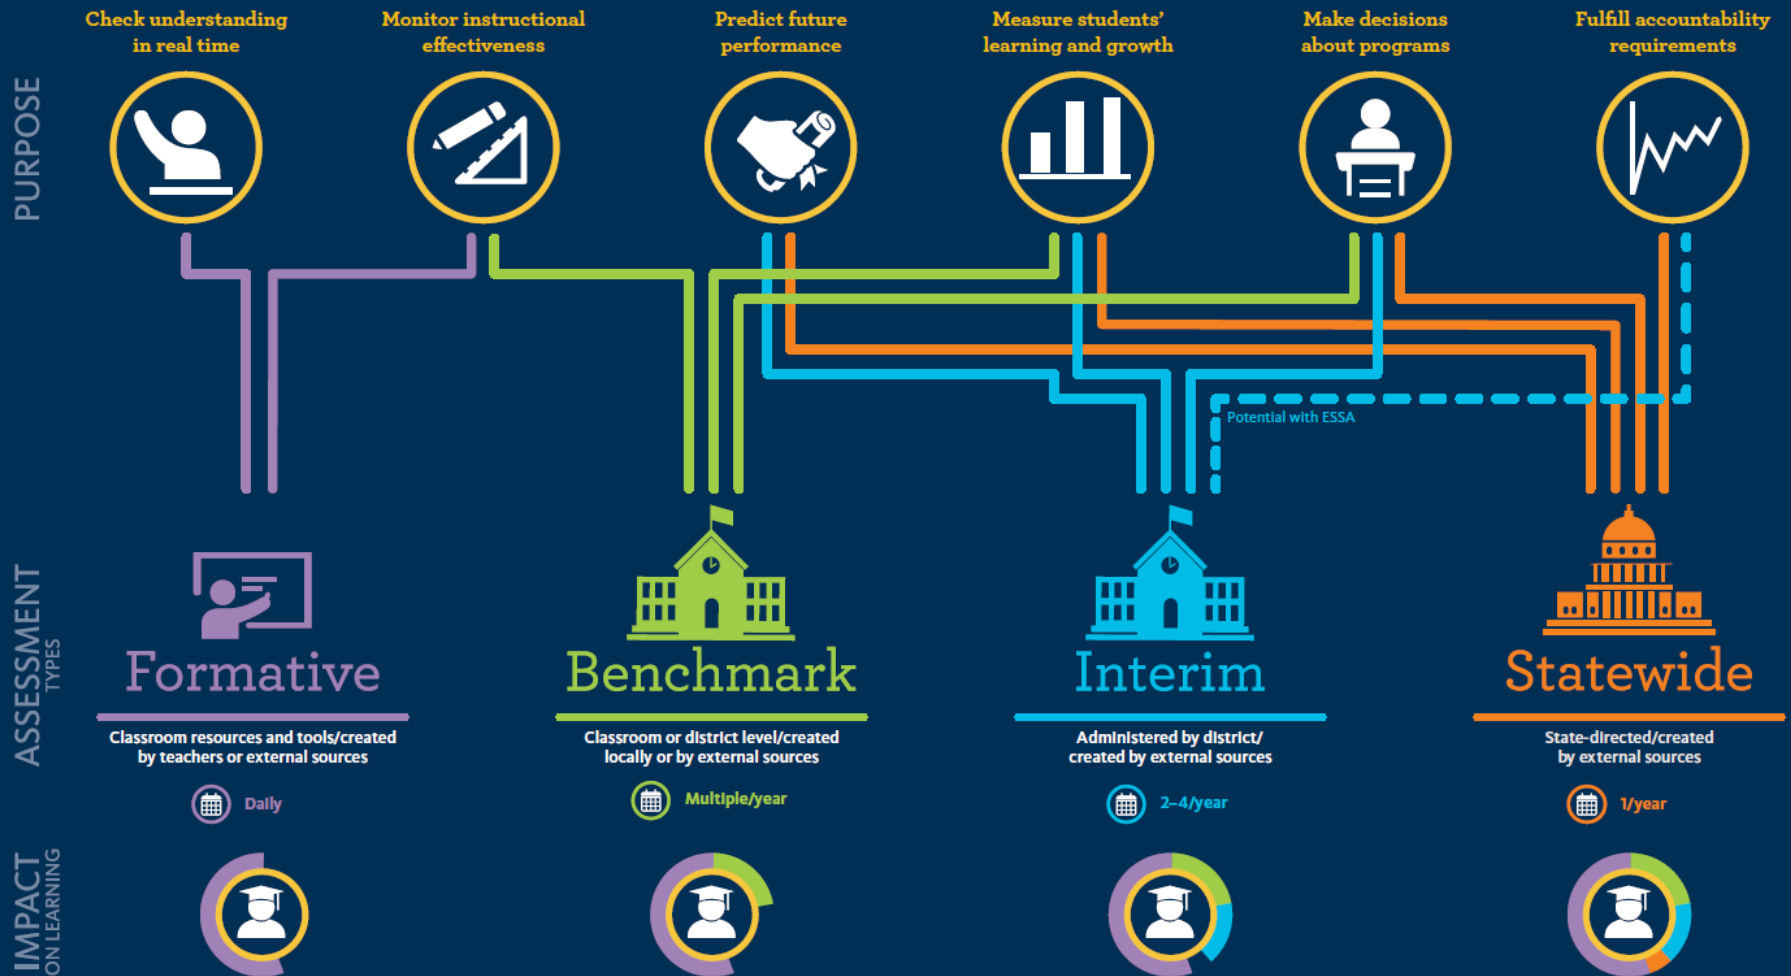 Check understanding
in real time
Monitor instructional
effectiveness
Predict future
performance
Measure students'
learning and growth
Make decisions
about programs
Fulfill accountability
requirements
PURPOSE
Potential with ESSA
ASSESSMENT
TYPES
Formative
Classroom resources and tools/created
by teachers or external sources
Daily
Benchmark
Classroom or district level/created
locally or by external sources
Multiple/year
Interim
Administered by district/
created by external sources
2–4/year
Statewide
State-directed/created
by external sources
1/year
IMPACT
ON LEARNING